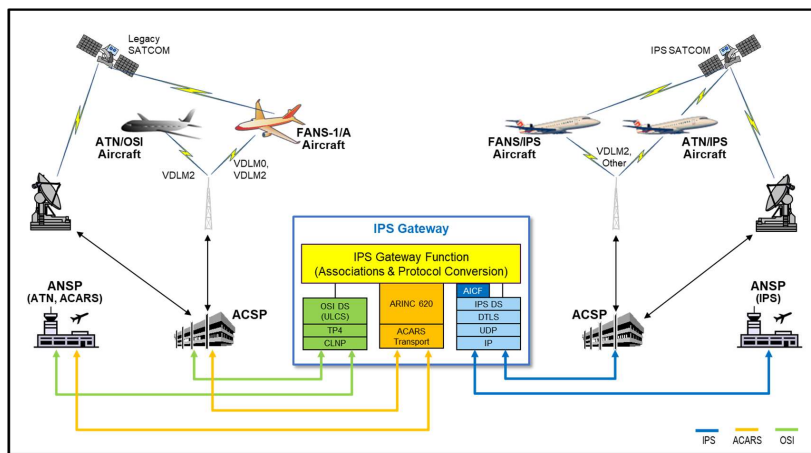 Legacy
SATCOM
IPS SATCOM
ATN/OSI
Aircraft
FANS-1/A
Aircraft
FANS/IPS
Aircraft
ATN/IPS
Aircraft
VDLM2
VDLM0,
VDLM2
VDLM2,
Other
IPS Gateway
IPS Gateway Function
(Associations & Protocol Conversion)
ANSP
(ATN, ACARS)
ACSP
OSI DS
(ULCS)
TP4
CLNP
ARINC 620
ACARS
Transport
AICF
IPS DS
DTLS
UDP
IP
ACSP
ANSP
(IPS)
IPS
ACARS
OSI